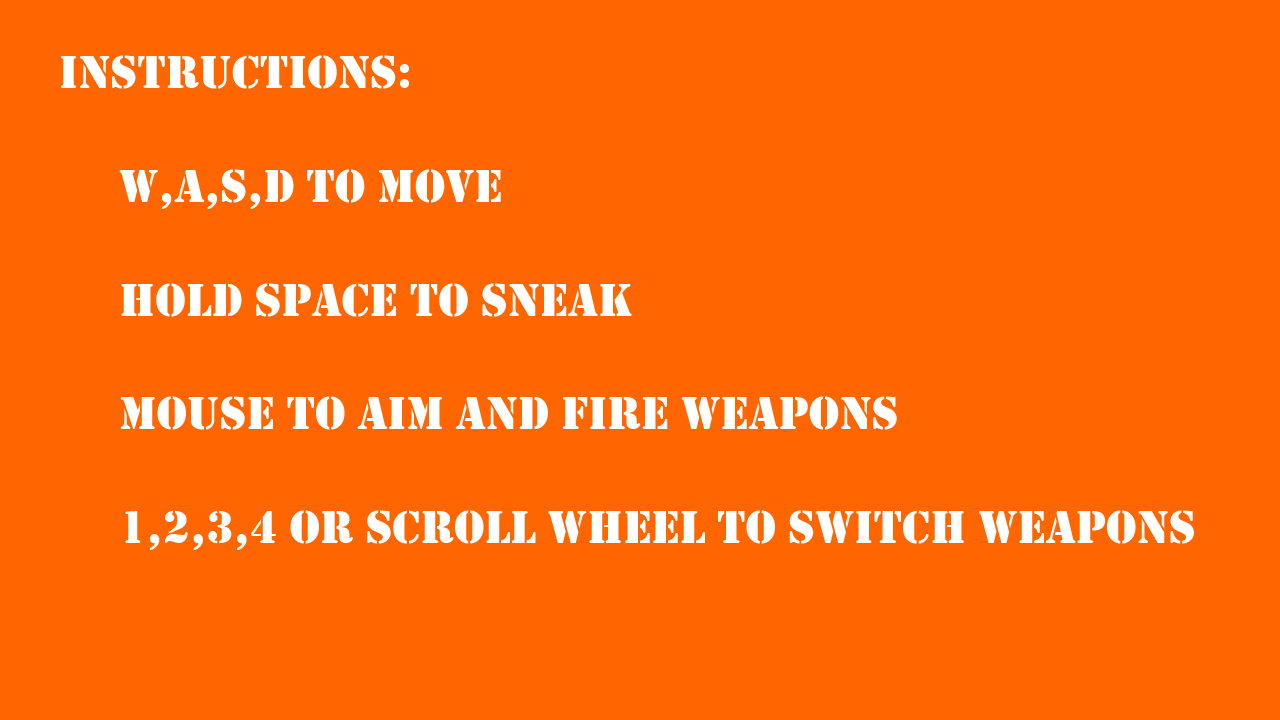 INSTRUCTIONS:
W,A,S,D TO MOVE
HOLD SPACE TO SNEAK
MOUSE TO AIM AND FIRE WEAPONS
1,2,3,4 OR SCROLL WHEEL TO SWITCH WEAPONS